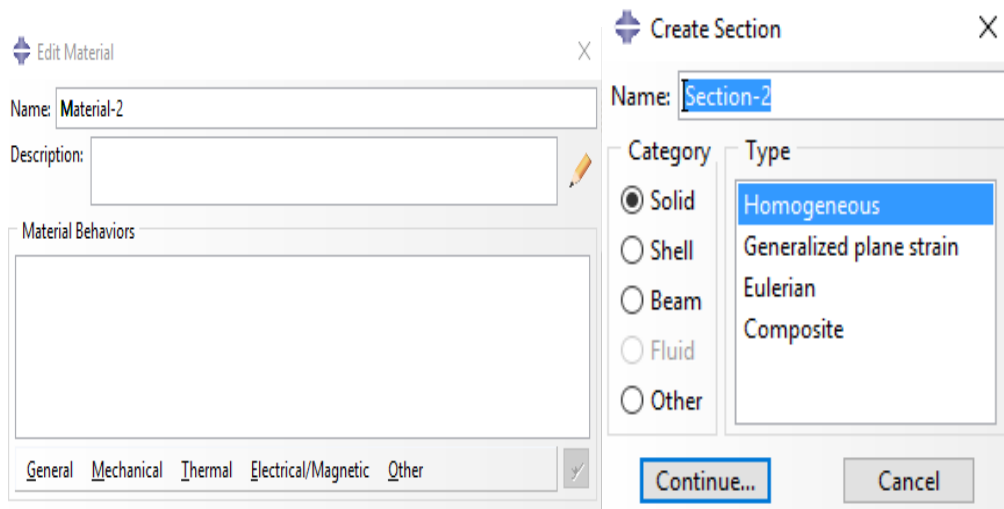 Edit Material
Name: Material-2
Description:
Material Behaviors
General Mechanical Thermal Electrical/Magnetic Other
Create Section
Name: Section-2
Category
Solid
Shell
Beam
Fluid
Other
Type
Homogeneous
Generalized plane strain
Eulerian
Composite
Continue...
Cancel